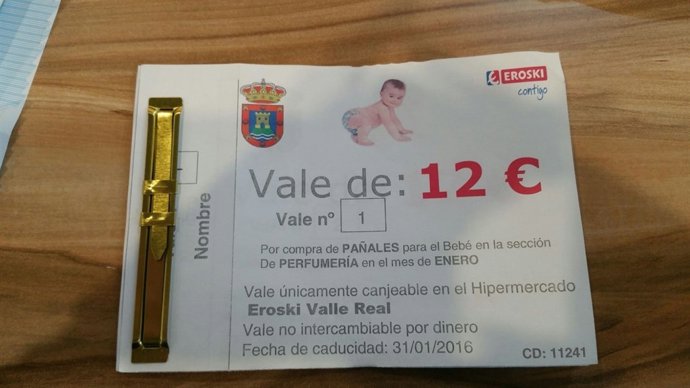 EROSKI
contigo
Vale de: 12 €
Vale nº 1
Por compra de PAÑALES para el Bebé en la sección
De PERFUMERÍA en el mes de ENERO
Vale únicamente canjeable en el Hipermercado
Eroski Valle Real
Vale no intercambiable por dinero
Fecha de caducidad: 31/01/2016
CD: 11241
Nombre